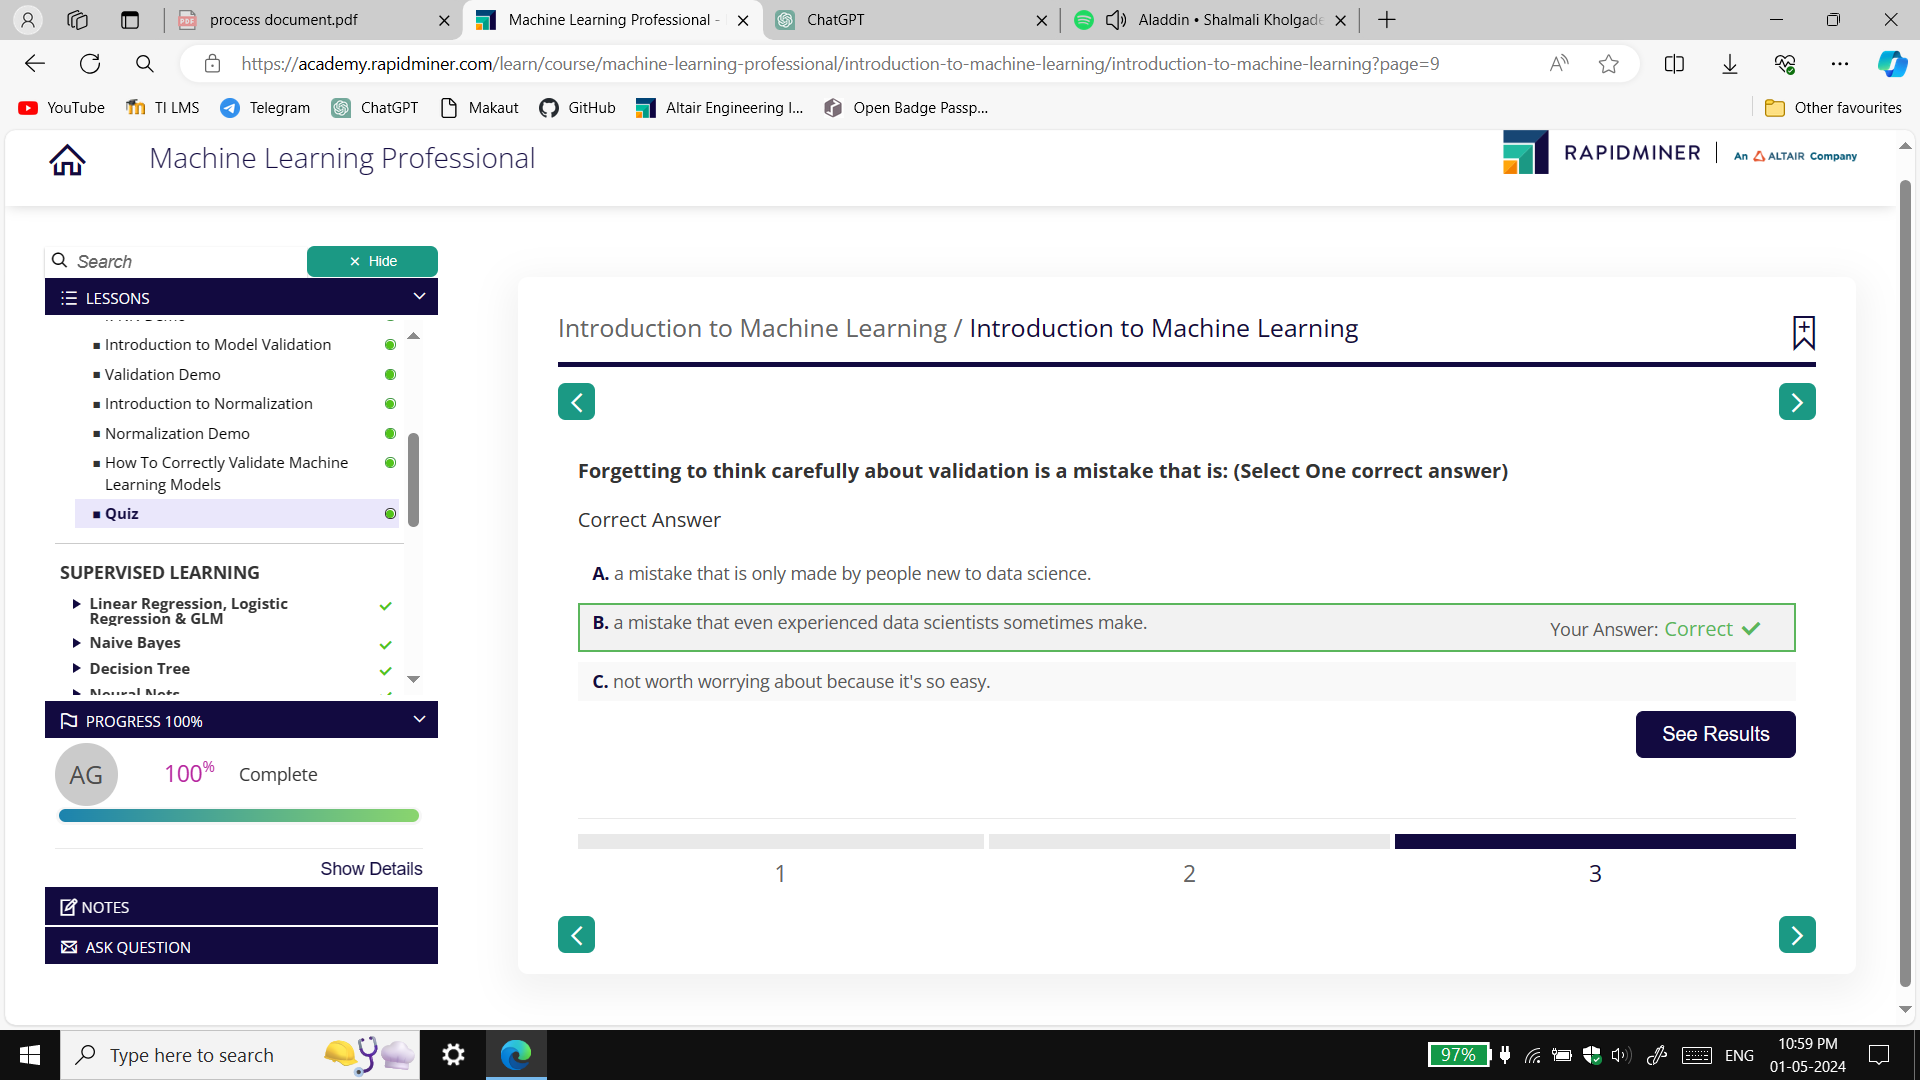 process document.pdf
Machine Learning Professional -
ChatGPT
Aladdin • Shalmali Kholgade
https://academy.rapidminer.com/learn/course/machine-learning-professional/introduction-to-machine-learning/introduction-to-machine-learning?page=9
YouTube
TI LMS
Telegram
ChatGPT
Makaut
GitHub
Altair Engineering I...
Open Badge Passp...
Other favourites
Machine Learning Professional
RAPIDMINER
An ALTAIR Company
Search
× Hide
LESSONS
Introduction to Model Validation
Validation Demo
Introduction to Normalization
Normalization Demo
How To Correctly Validate Machine
Learning Models
Quiz
SUPERVISED LEARNING
Linear Regression, Logistic
Regression & GLM
Naive Bayes
Decision Tree
Neural Nets
PROGRESS 100%
AG
100% Complete
Show Details
NOTES
ASK QUESTION
Introduction to Machine Learning / Introduction to Machine Learning
Forgetting to think carefully about validation is a mistake that is: (Select One correct answer)
Correct Answer
A. a mistake that is only made by people new to data science.
B. a mistake that even experienced data scientists sometimes make.
Your Answer: Correct
C. not worth worrying about because it's so easy.
See Results
1
2
3
Type here to search
97%
ENG
10:59 PM
01-05-2024